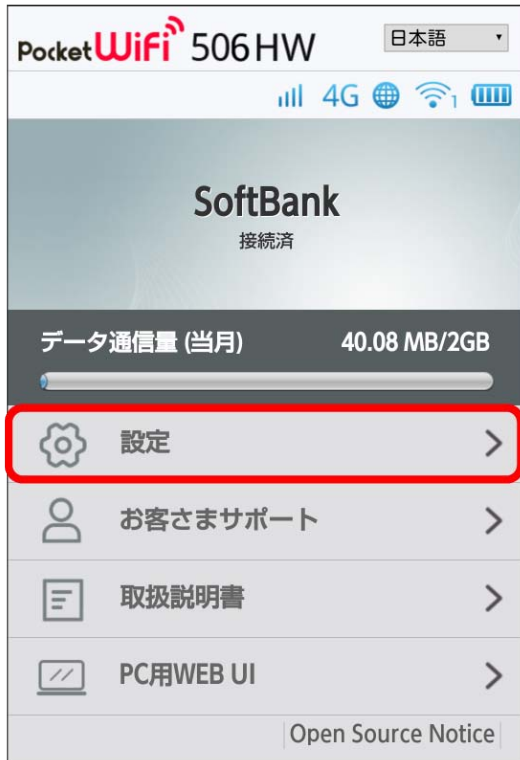 Pocket WiFi 506HW
日本語
4G 1
SoftBank
接続済
データ通信量 (当月) 40.08 MB/2GB
設定
お客さまサポート
取扱説明書
PC用WEB UI
Open Source Notice